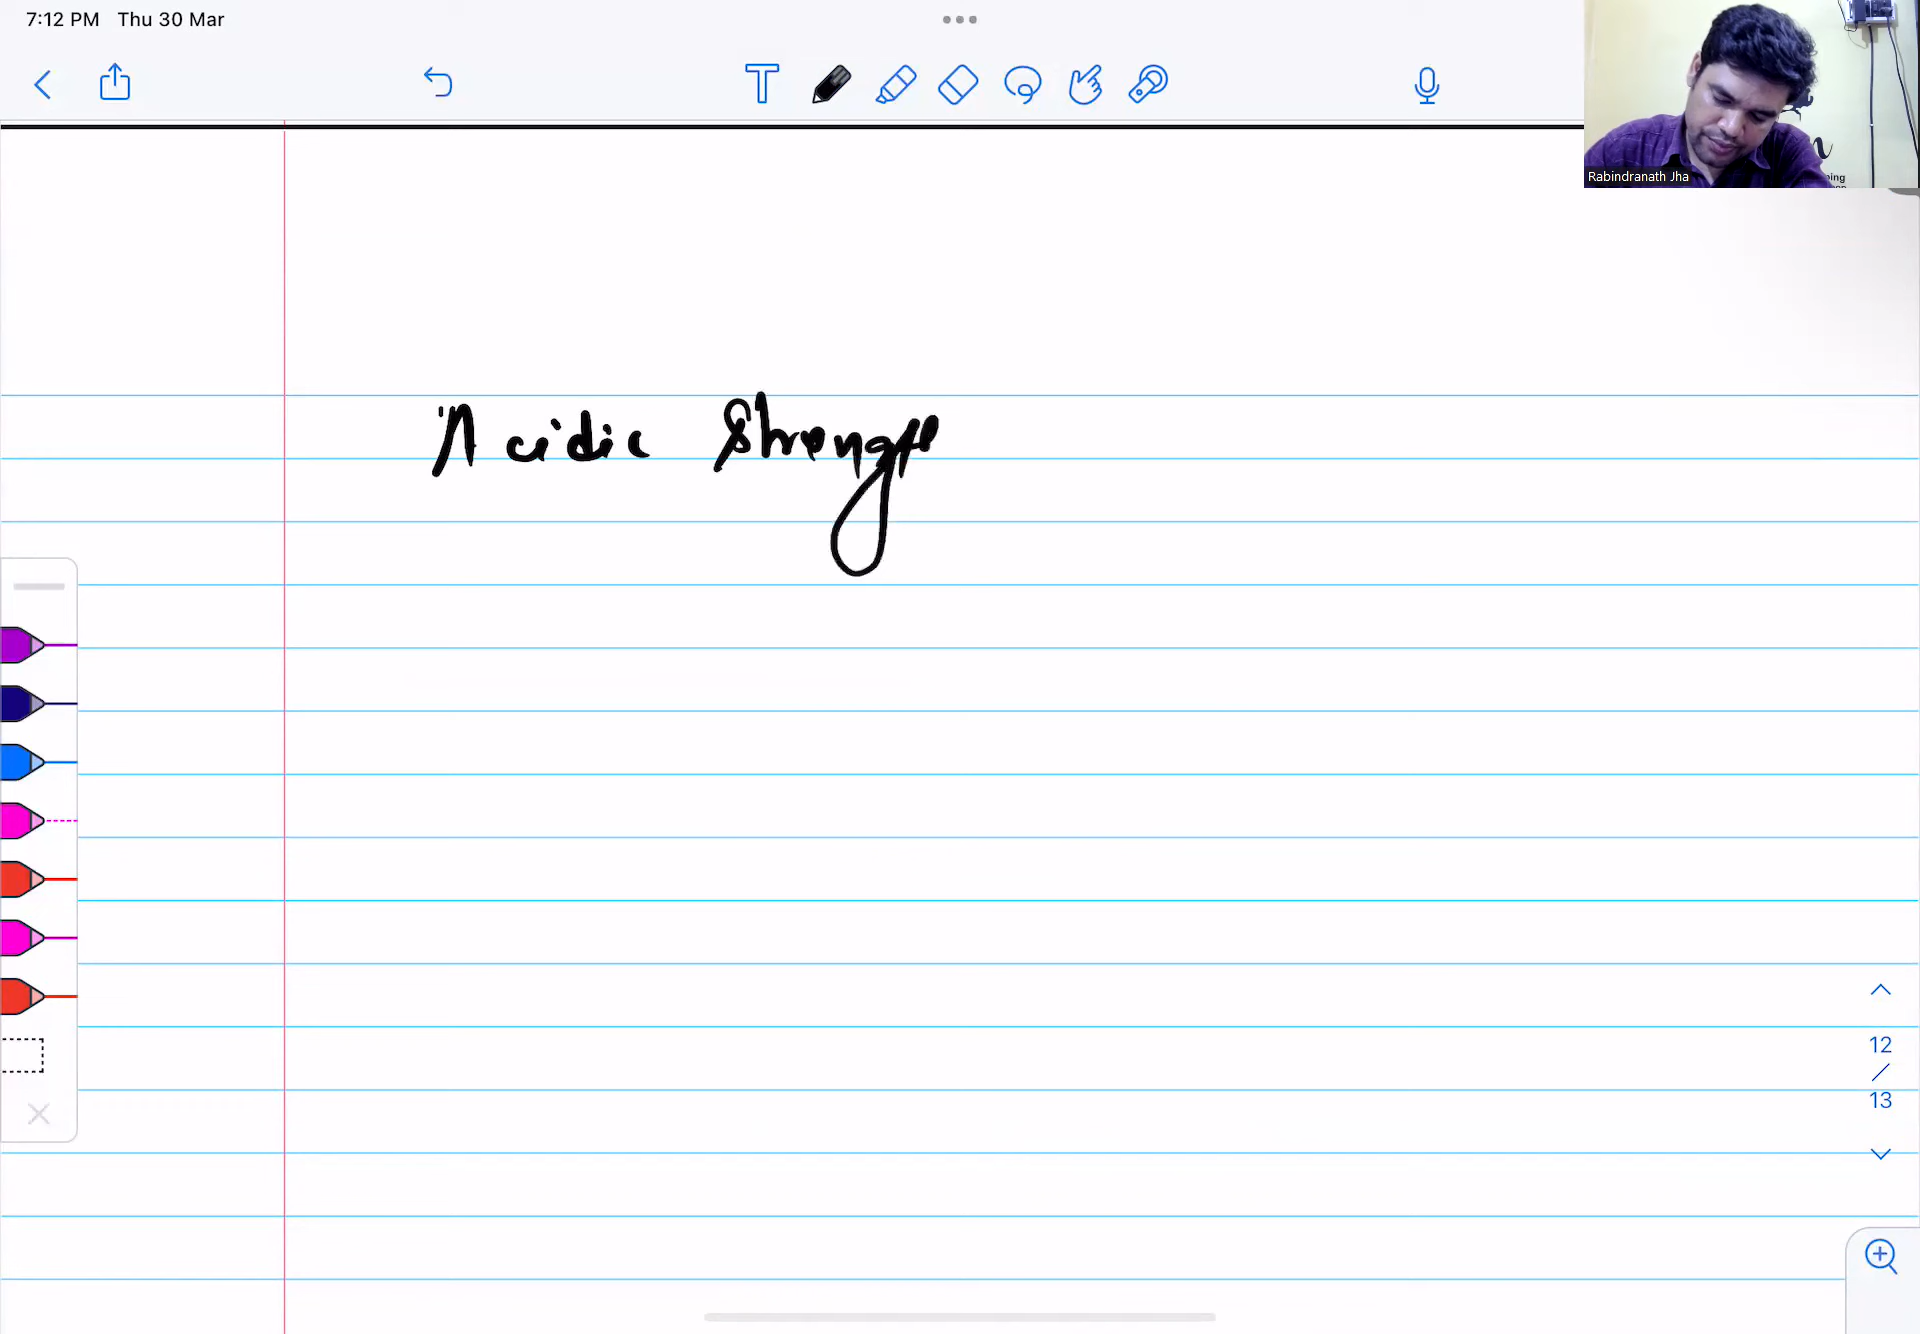 7:12 PM Thu 30 Mar
Rabindranath Jha
Acidic Strength
12
13